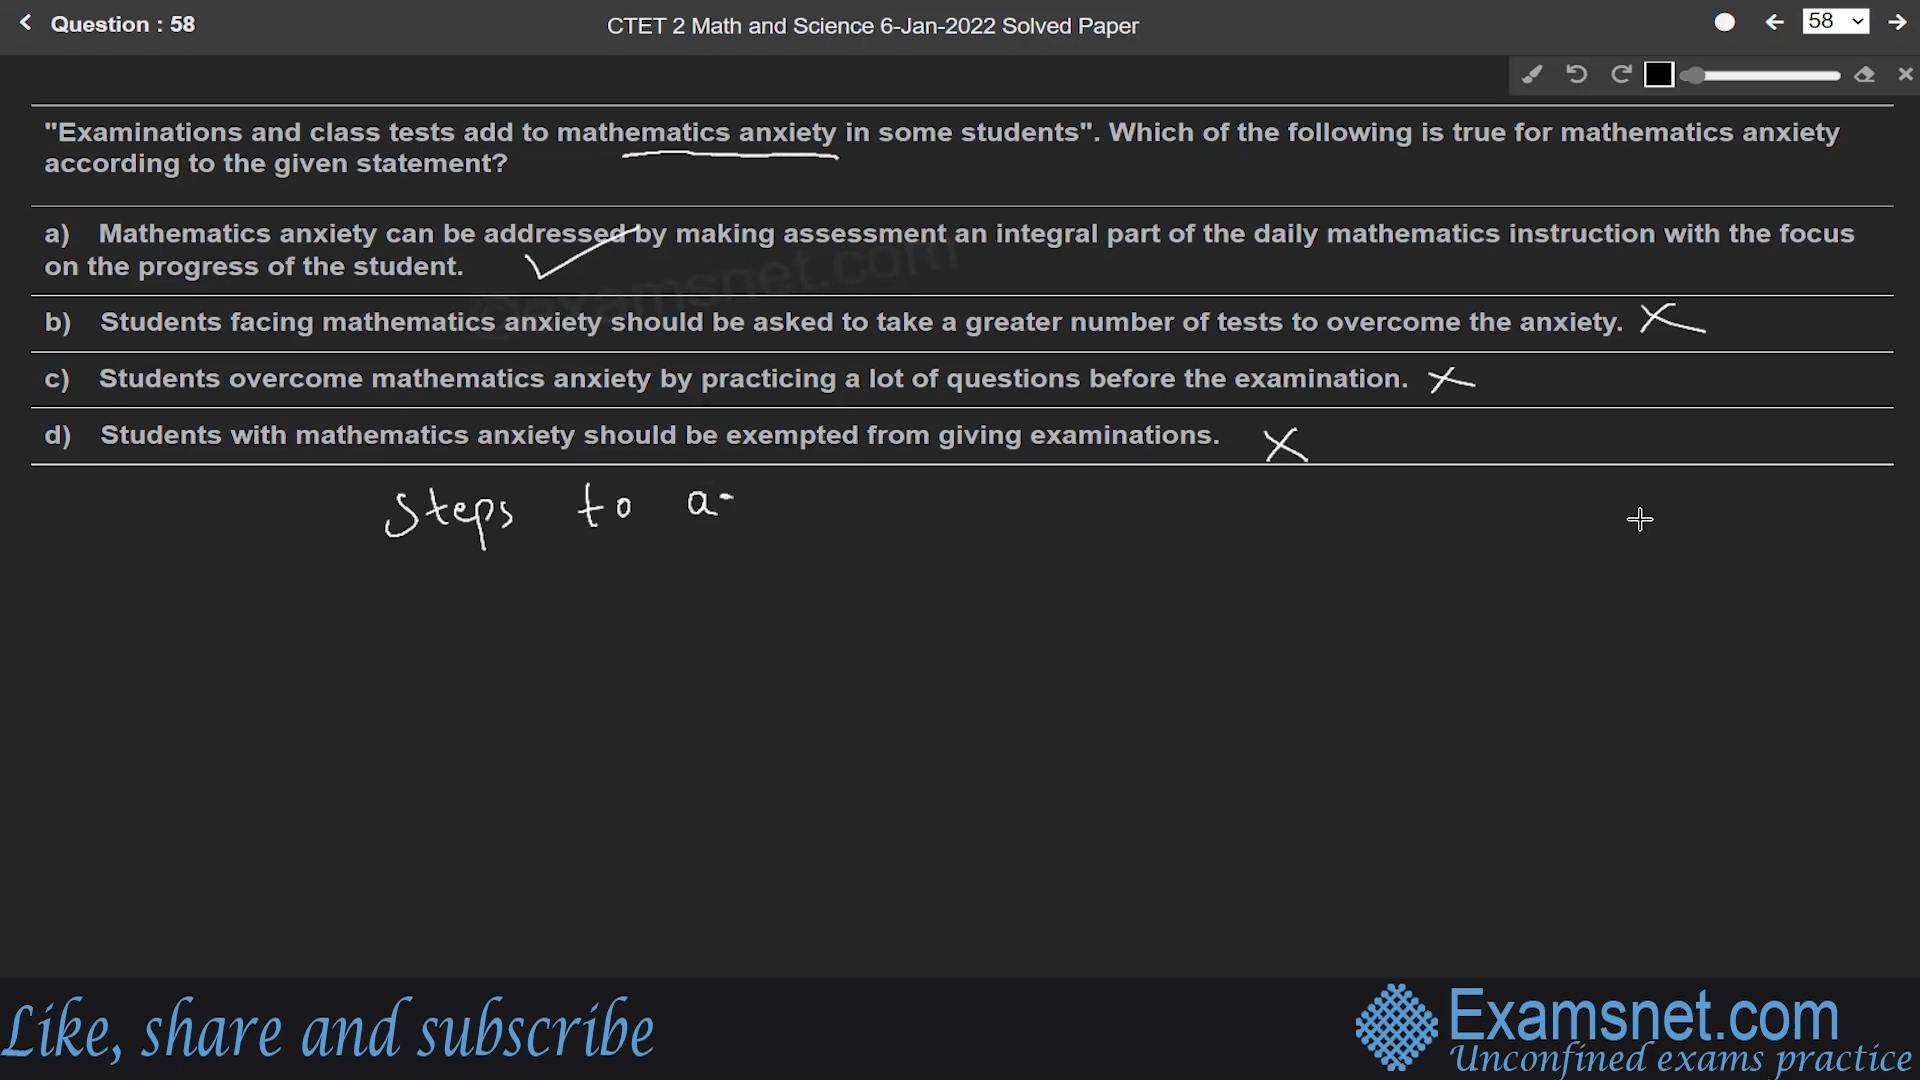 Question : 58
CTET 2 Math and Science 6-Jan-2022 Solved Paper
58
"Examinations and class tests add to mathematics anxiety in some students". Which of the following is true for mathematics anxiety
according to the given statement?
a) Mathematics anxiety can be addressed by making assessment an integral part of the daily mathematics instruction with the focus
on the progress of the student.
©examsnet.com
b) Students facing mathematics anxiety should be asked to take a greater number of tests to overcome the anxiety.
c) Students overcome mathematics anxiety by practicing a lot of questions before the examination.
d) Students with mathematics anxiety should be exempted from giving examinations.
Steps to a
Like, share and subscribe
Examsnet.com
Unconfined exams practice